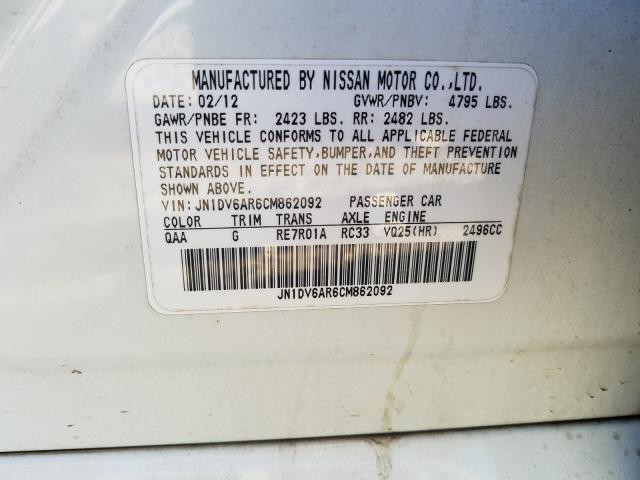 MANUFACTURED BY NISSAN MOTOR CO.,LTD.
DATE: 02/12 GVWR/PNBV: 4795 LBS.
GAWR/PNBE FR: 2423 LBS. RR: 2482 LBS.
THIS VEHICLE CONFORMS TO ALL APPLICABLE FEDERAL
MOTOR VEHICLE SAFETY,BUMPER,AND THEFT PREVENTION
STANDARDS IN EFFECT ON THE DATE OF MANUFACTURE
SHOWN ABOVE.
VIN: JN1DV6AR6CM862092 PASSENGER CAR
COLOR TRIM TRANS AXLE ENGINE
QAA G RE7R01A RC33 VQ25(HR) 2496CC
JN1DV6AR6CM862092